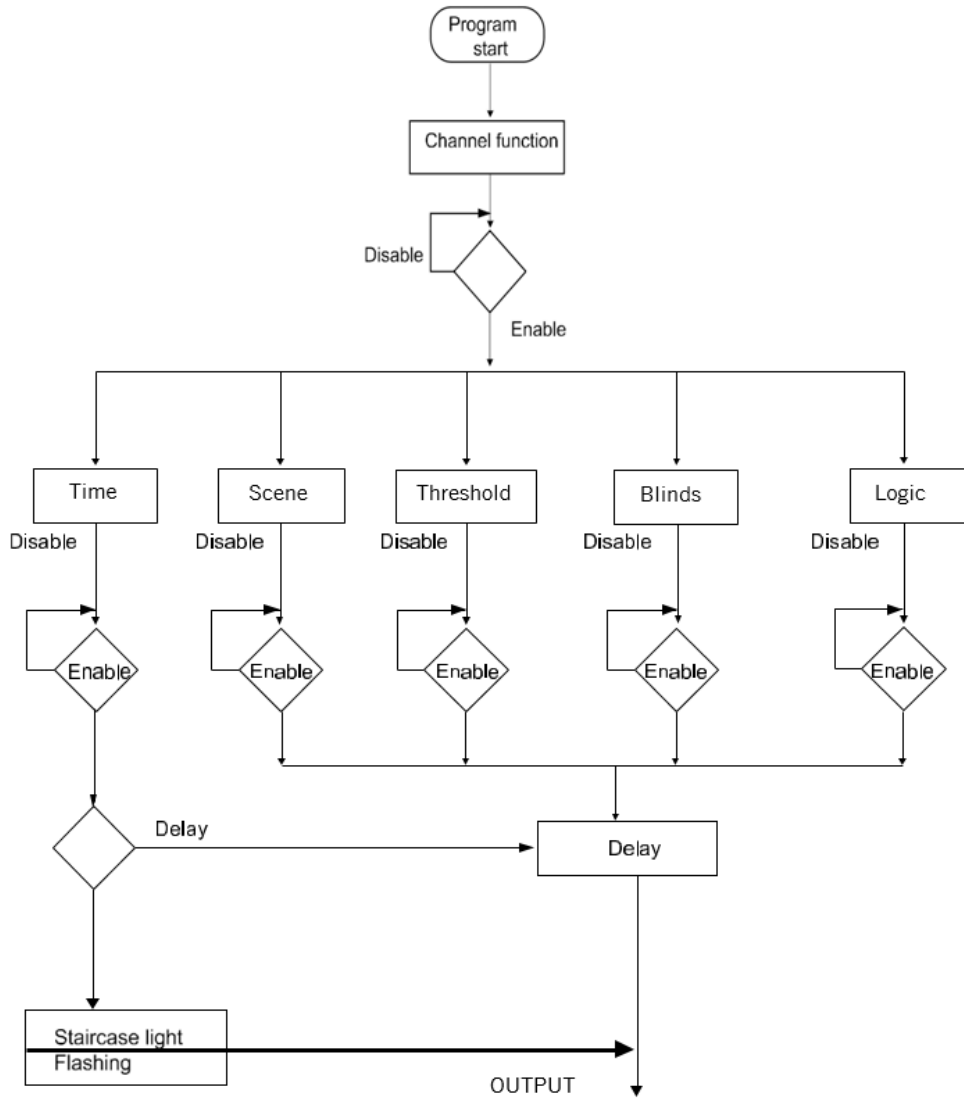 Program
start
Channel function
Disable
Enable
Time
Scene
Threshold
Blinds
Logic
Disable
Disable
Disable
Disable
Disable
Enable
Enable
Enable
Enable
Enable
Delay
Delay
Staircase light
Flashing
OUTPUT